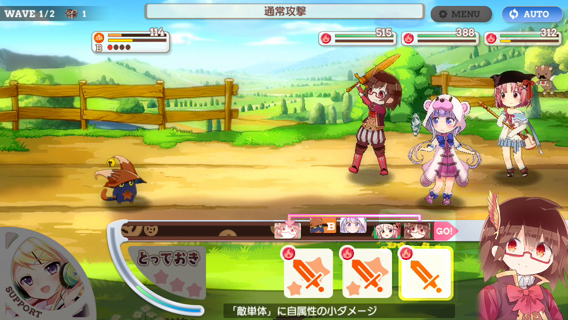 WAVE 1/2 1
通常攻撃
MENU
AUTO
114
B
515
388
312
B
GO!
とっておき
SUPPORT
「敵単体」に自属性の小ダメージ